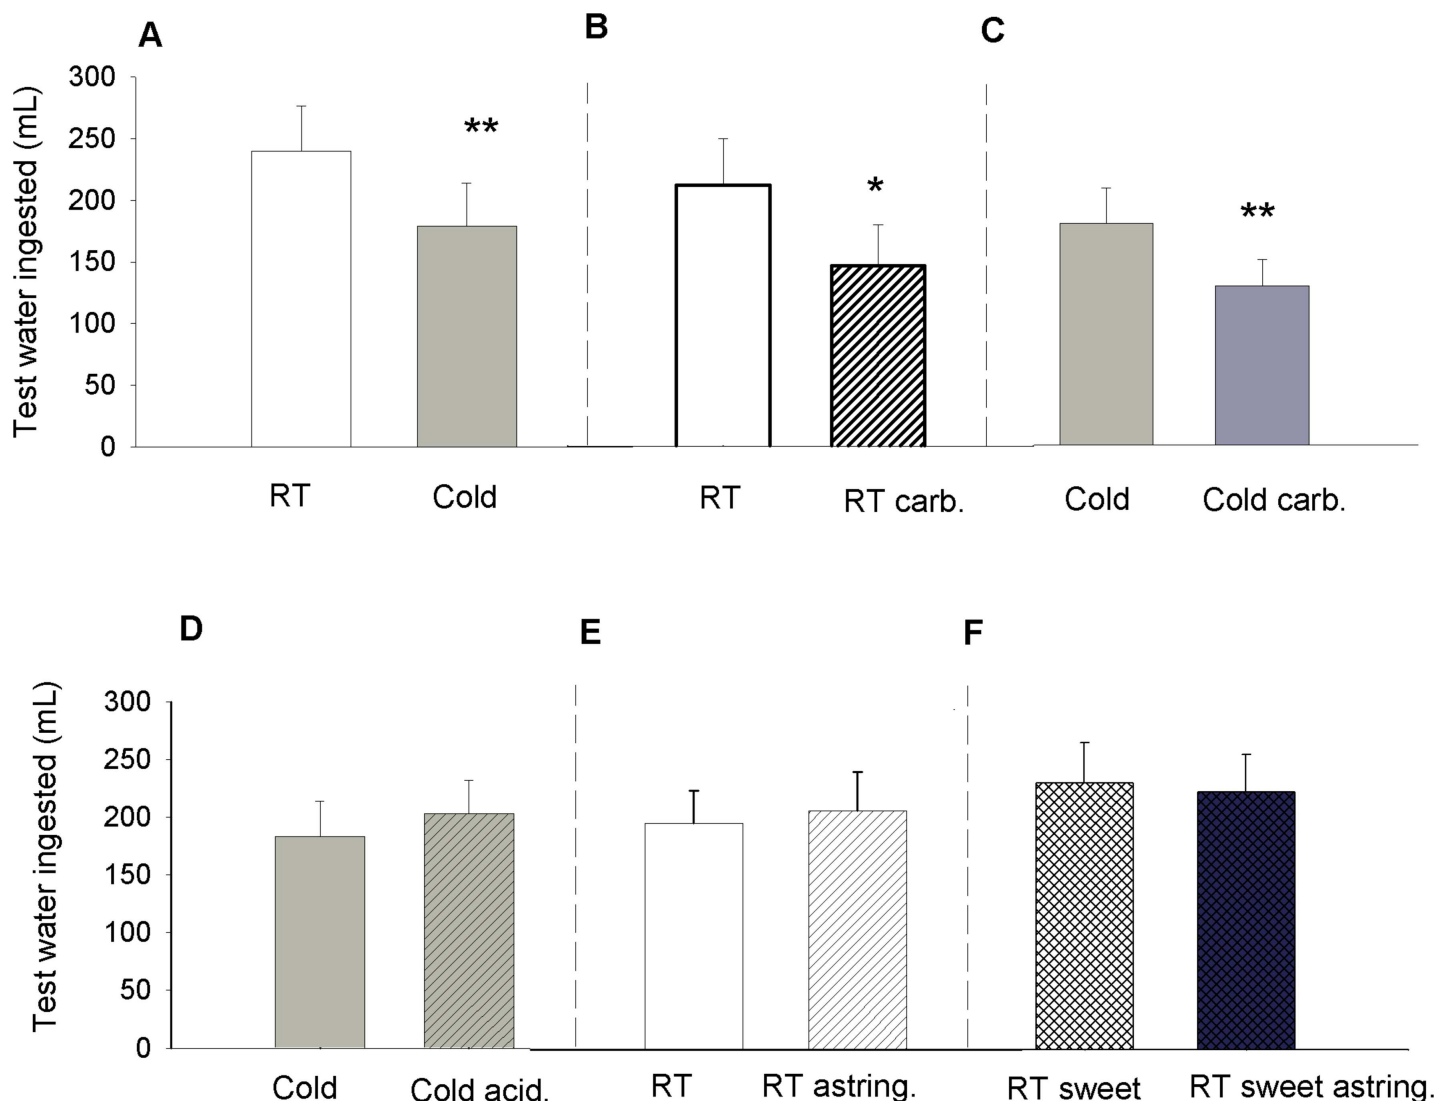 A
B
C
Test water ingested (mL)
300
250
200
150
100
50
0
**
*
**
RT
Cold
RT
RT carb.
Cold
Cold carb.
D
E
F
Test water ingested (mL)
300
250
200
150
100
50
0
Cold
Cold acid.
RT
RT astring.
RT sweet
RT sweet astring.